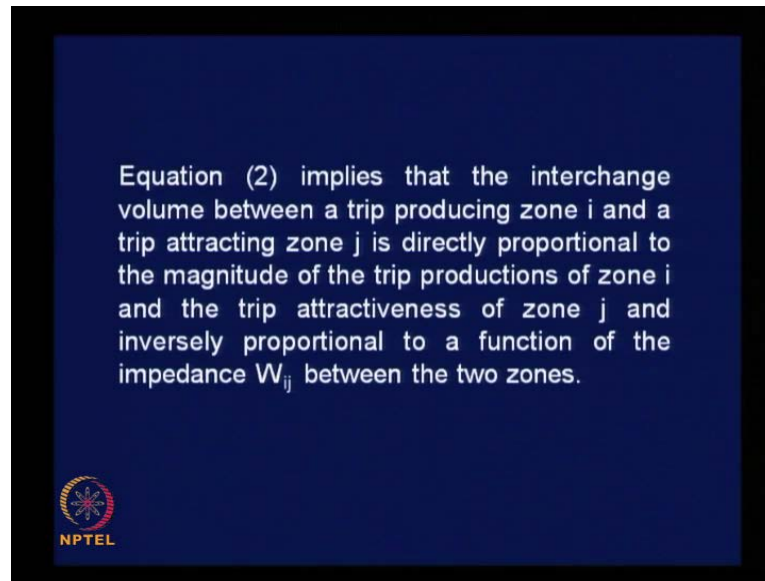 Equation (2) implies that the interchange
volume between a trip producing zone i and a
trip attracting zone j is directly proportional to
the magnitude of the trip productions of zone i
and the trip attractiveness of zone j and
inversely proportional to a function of the
impedance Wij between the two zones.
NPTEL